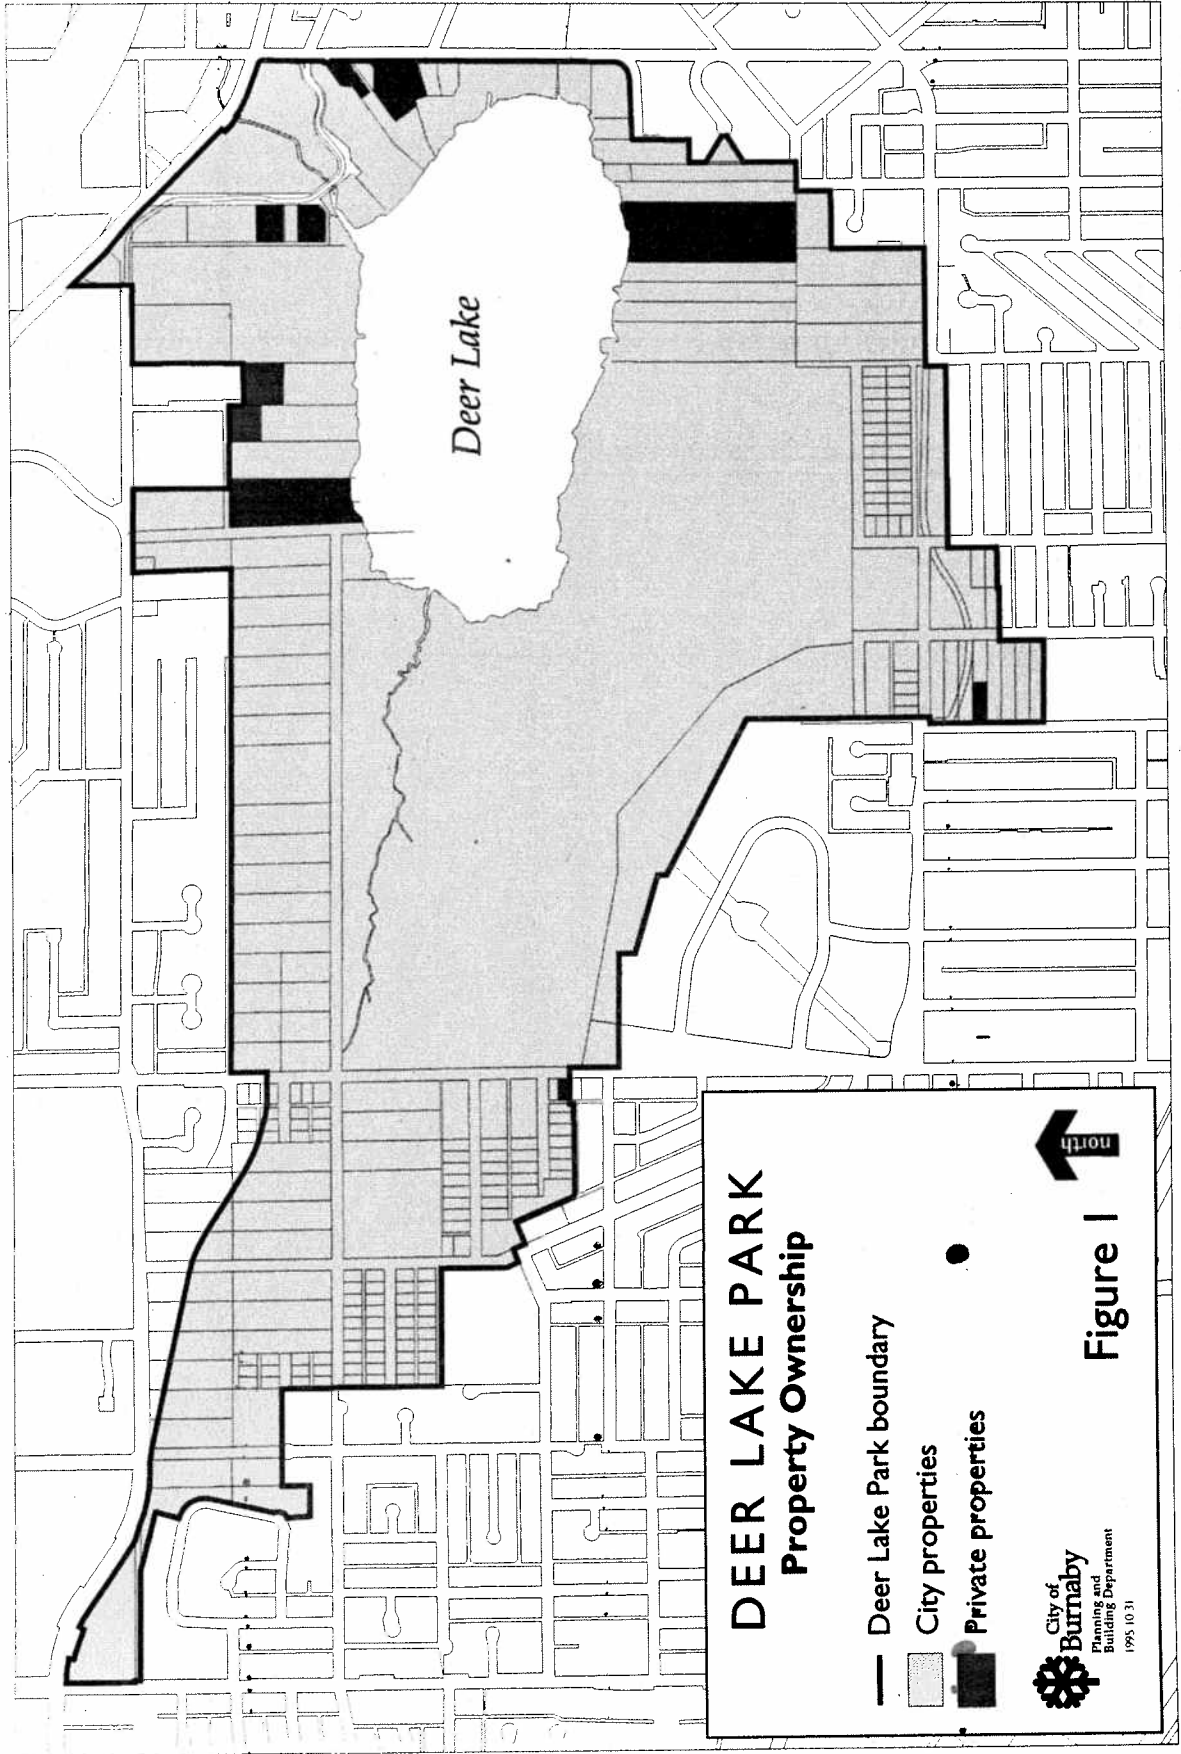 Deer Lake
DEER LAKE PARK
Property Ownership
Deer Lake Park boundary
City properties
Private properties
City of
Burnaby
Planning and
Building Department
1995 10 31
Figure 1
north